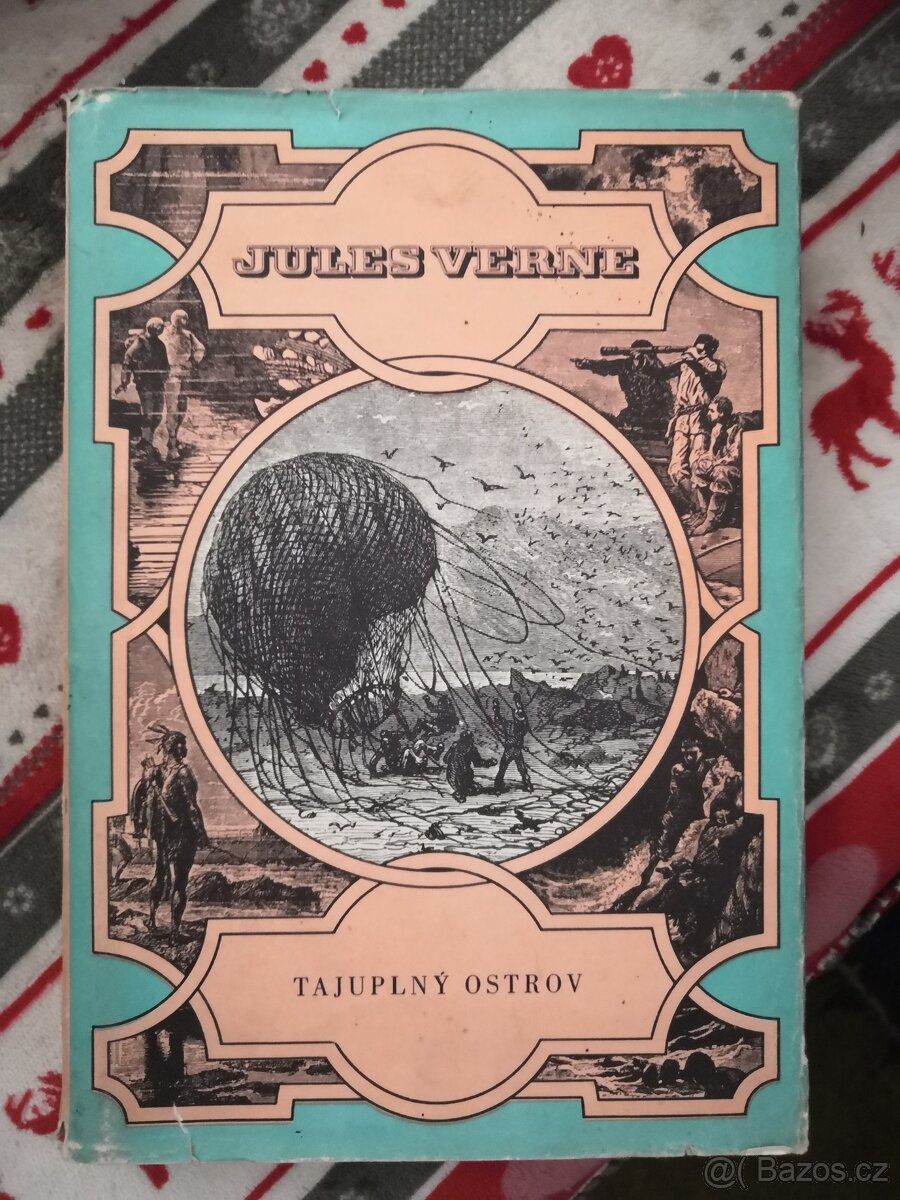 JULES VERNE
TAJUPLNÝ OSTROV
@( Bazos.cz